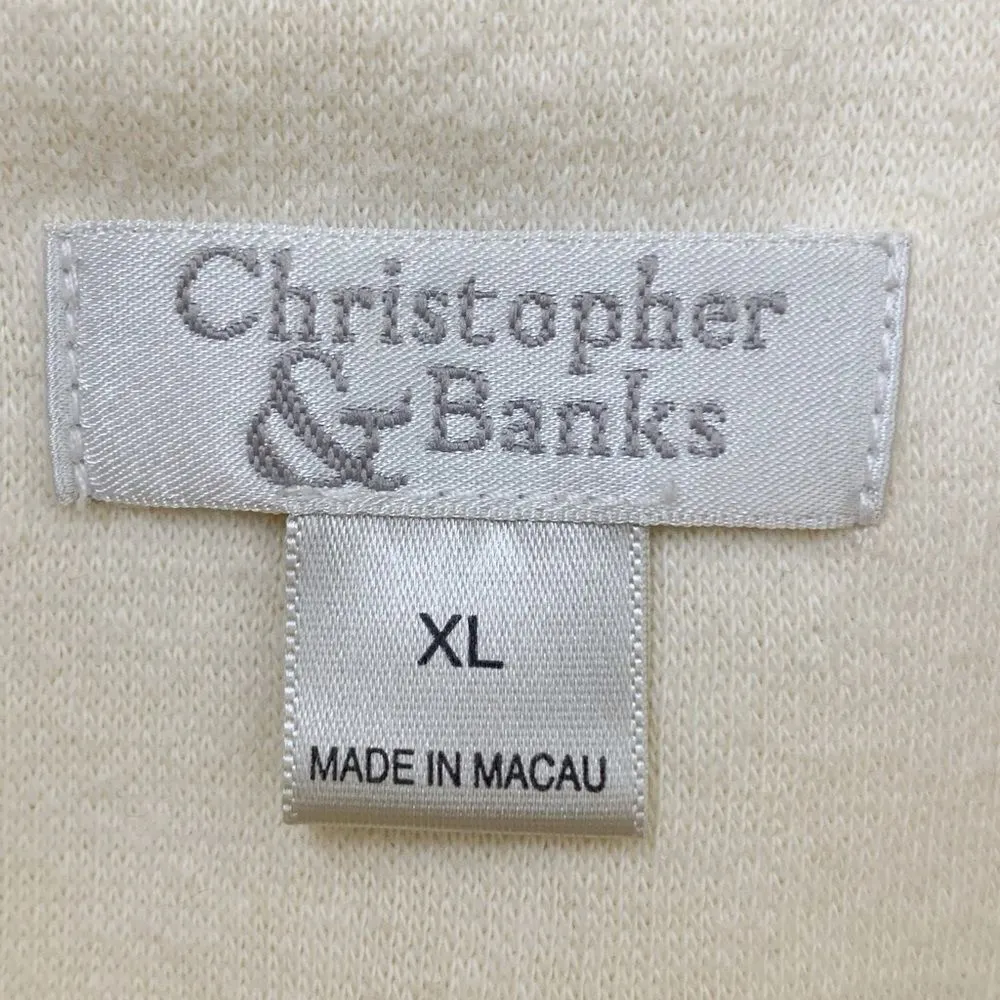 Christopher
& Banks
XL
MADE IN MACAU